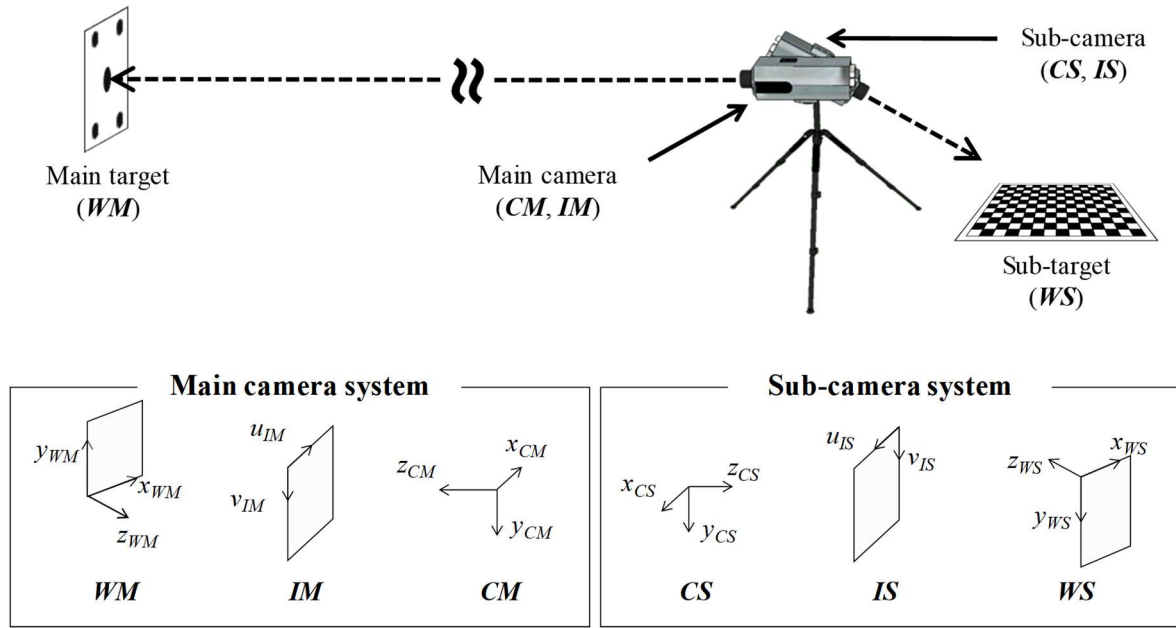 Sub-camera
(CS, IS)
Main target
(WM)
Main camera
(CM, IM)
Sub-target
(WS)
Main camera system
y_WM
x_WM
z_WM
WM
u_IM
v_IM
IM
x_CM
z_CM
y_CM
CM
Sub-camera system
x_CS
z_CS
y_CS
CS
u_IS
v_IS
IS
x_WS
z_WS
y_WS
WS